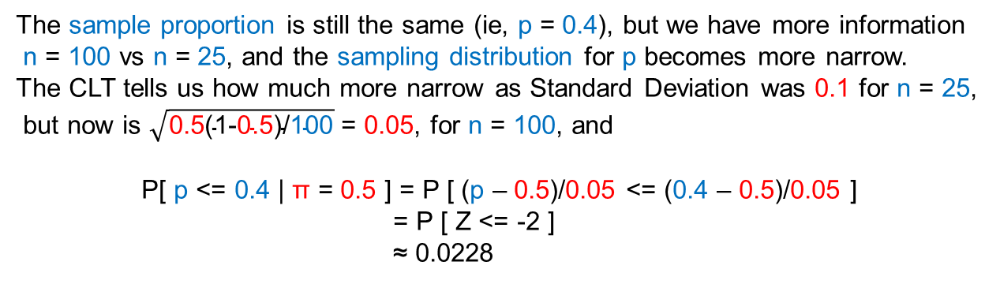 The sample proportion is still the same (ie, p = 0.4), but we have more information
n = 100 vs n = 25, and the sampling distribution for p becomes more narrow.
The CLT tells us how much more narrow as Standard Deviation was 0.1 for n = 25,
but now is √0.5(1-0.5)/100 = 0.05, for n = 100, and
P[ p <= 0.4 | π = 0.5 ] = P [ (p – 0.5)/0.05 <= (0.4 – 0.5)/0.05 ]
= P [ Z <= -2 ]
≈ 0.0228